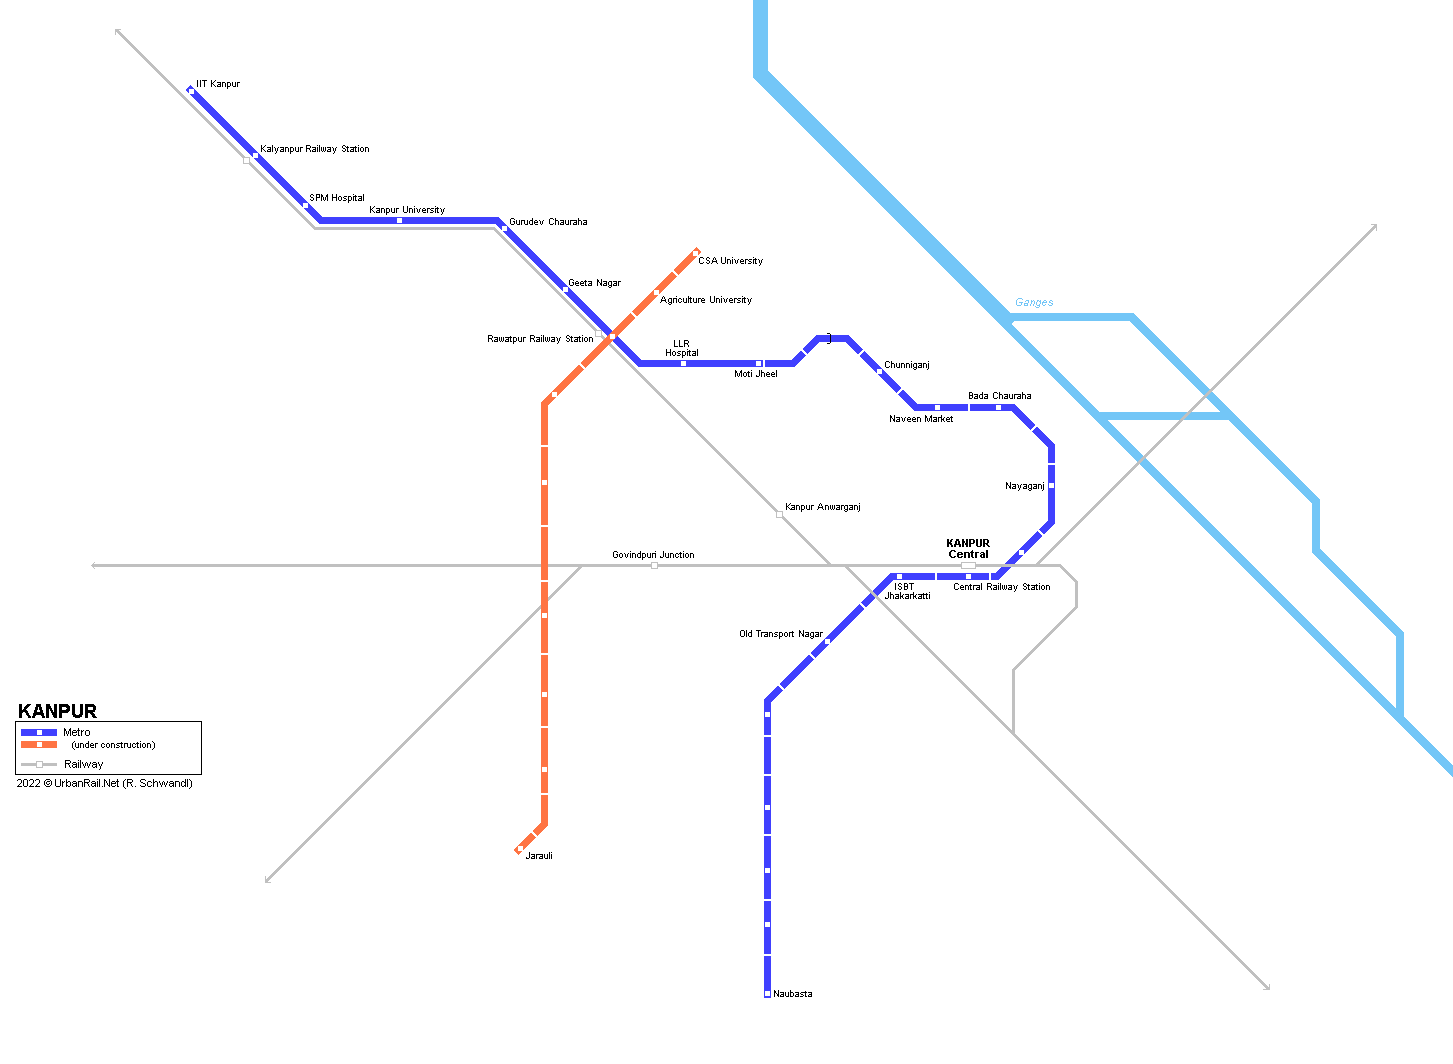 IIT Kanpur
Kalyanpur Railway Station
SPM Hospital
Kanpur University
Gurudev Chauraha
CSA University
Geeta Nagar
Agriculture University
Ganges
Rawatpur Railway Station
LLR
Hospital
Moti Jheel
Chunniganj
Bada Chauraha
Naveen Market
Nayaganj
Kanpur Anwarganj
KANPUR
Central
Govindpuri Junction
ISBT
Jhakarkatti
Central Railway Station
Old Transport Nagar
KANPUR
Metro
(under construction)
Railway
2022 © UrbanRail.Net (R. Schwandl)
Jarauli
Naubasta